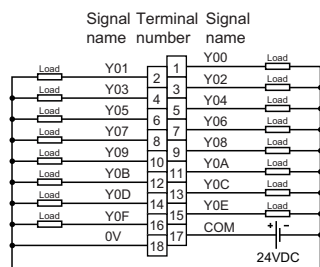 Signal Terminal Signal
name number name
Y00 Load
1
Load Y01
2
Y02 Load
3
Load Y03
4
Y04 Load
5
Load Y05
6
Y06 Load
7
Load Y07
8
Y08 Load
9
Load Y09
10
Y0A Load
11
Load Y0B
12
Y0C Load
13
Load Y0D
14
Y0E Load
15
Load Y0F
16
COM
17
0V
18
+ -
24VDC